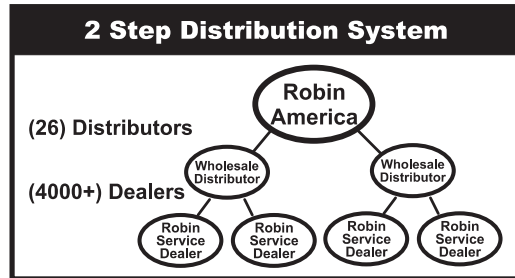 2 Step Distribution System
Robin
America
(26) Distributors
Wholesale
Distributor
Wholesale
Distributor
(4000+) Dealers
Robin
Service
Dealer
Robin
Service
Dealer
Robin
Service
Dealer
Robin
Service
Dealer